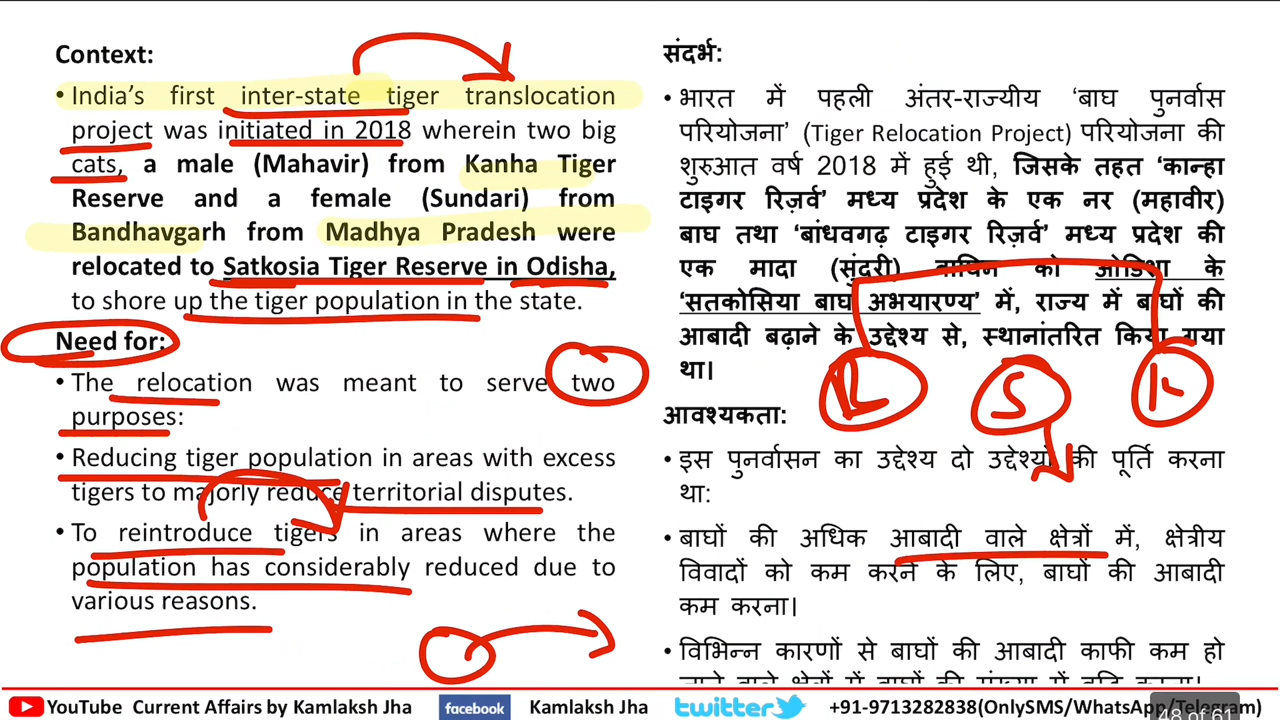 Context:
• India’s first inter-state tiger translocation
project was initiated in 2018 wherein two big
cats, a male (Mahavir) from Kanha Tiger
Reserve and a female (Sundari) from
Bandhavgarh from Madhya Pradesh were
relocated to Satkosia Tiger Reserve in Odisha,
to shore up the tiger population in the state.
Need for:
• The relocation was meant to serve two
purposes:
• Reducing tiger population in areas with excess
tigers to majorly reduce territorial disputes.
• To reintroduce tigers in areas where the
population has considerably reduced due to
various reasons.
संदर्भ:
• भारत में पहली अंतर-राज्यीय ‘बाघ पुनर्वास
परियोजना’ (Tiger Relocation Project) परियोजना की
शुरुआत वर्ष 2018 में हुई थी, जिसके तहत ‘कान्हा
टाइगर रिज़र्व’ मध्य प्रदेश के एक नर (महावीर)
बाघ तथा ‘बांधवगढ़ टाइगर रिज़र्व’ मध्य प्रदेश की
एक मादा (सुंदरी) बाघिन को ओडिशा के
‘सतकोसिया बाघ अभयारण्य’ में, राज्य में बाघों की
आबादी बढ़ाने के उद्देश्य से, स्थानांतरित किया गया
था।
S
आवश्यकता:
• इस पुनर्वासन का उद्देश्य दो उद्देश्यों की पूर्ति करना
था:
• बाघों की अधिक आबादी वाले क्षेत्रों में, क्षेत्रीय
विवादों को कम करने के लिए, बाघों की आबादी
कम करना।
• विभिन्न कारणों से बाघों की आबादी काफी कम हो
YouTube Current Affairs by Kamlaksh Jha facebook Kamlaksh Jha twitter +91-9713282838(OnlySMS/WhatsApp/Telegram)
48 of 61